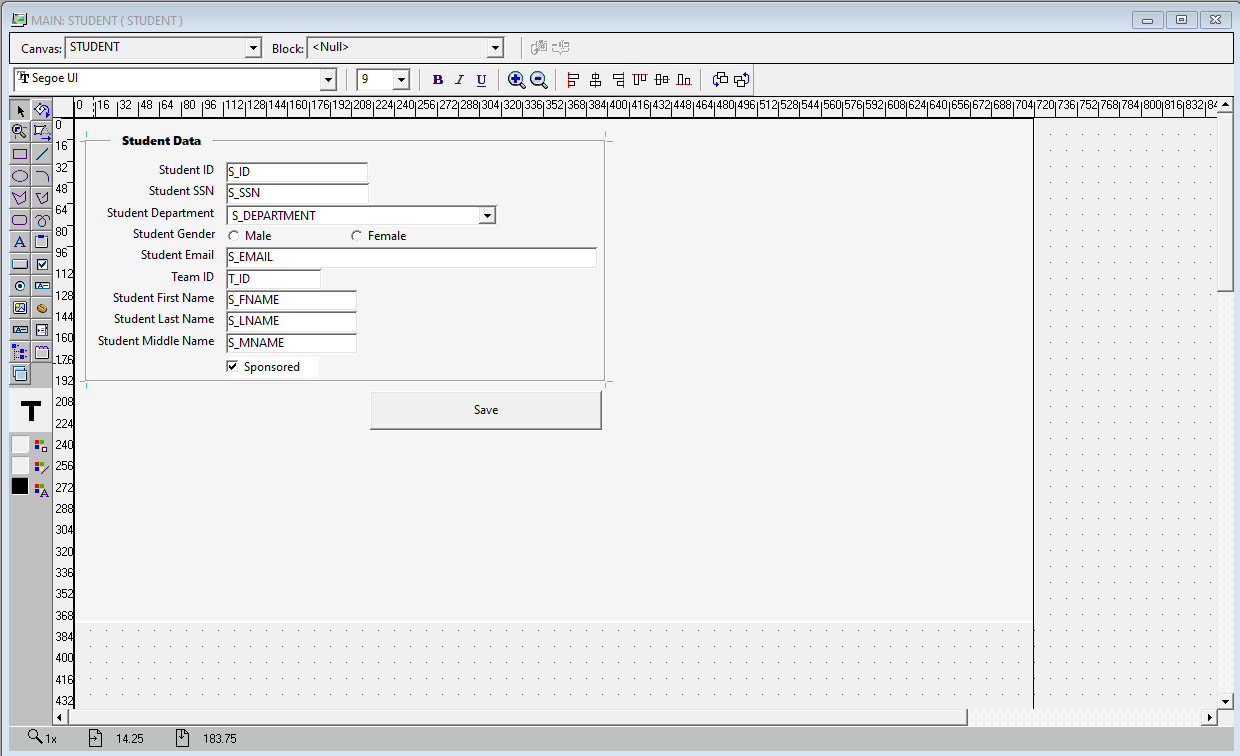 MAIN: STUDENT ( STUDENT )
Canvas: STUDENT Block: <Null>
Segoe UI 9 B I U
0 16 32 48 64 80 96 112 128 144 160 176 192 208 224 240 256 272 288 304 320 336 352 368 384 400 416 432 448 464 480 496 512 528 544 560 576 592 608 624 640 656 672 688 704 720 736 752 768 784 800 816 832 84
0
16
32
48
64
80
96
112
128
144
160
176
192
208
224
240
256
272
288
304
320
336
352
368
384
400
416
432
Student Data
Student ID S_ID
Student SSN S_SSN
Student Department S_DEPARTMENT
Student Gender Male Female
Student Email S_EMAIL
Team ID T_ID
Student First Name S_FNAME
Student Last Name S_LNAME
Student Middle Name S_MNAME
Sponsored
Save
T
1x 14.25 183.75